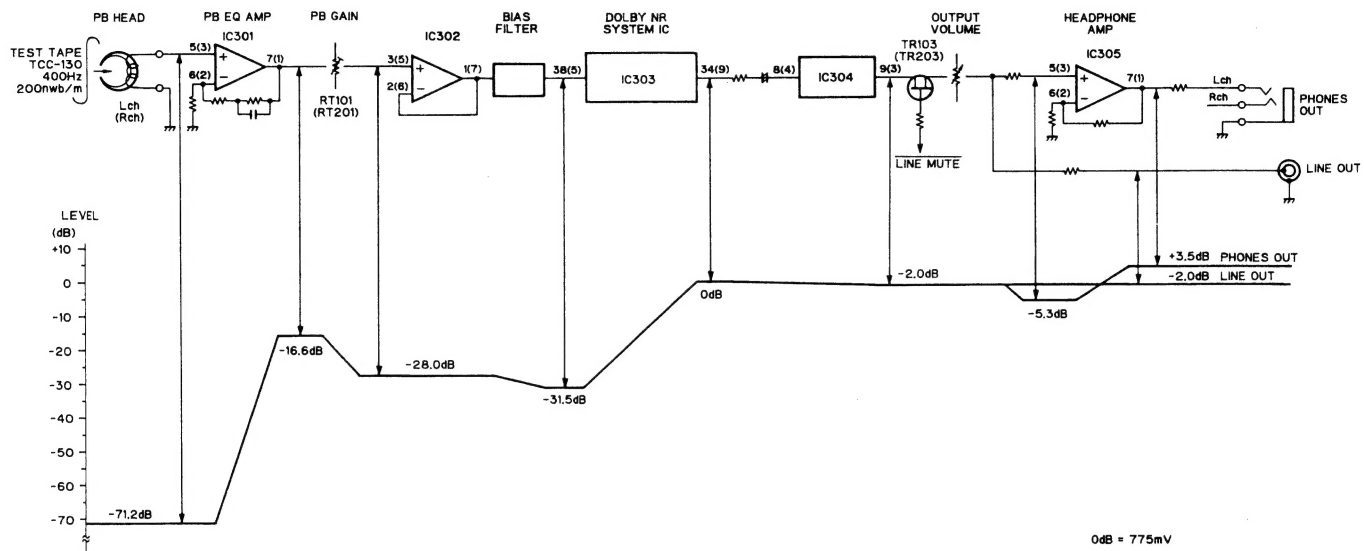 PB HEAD
PB EQ AMP
PB GAIN
BIAS
FILTER
DOLBY NR
SYSTEM IC
OUTPUT
VOLUME
HEADPHONE
AMP
TEST TAPE
TCC-130
400Hz
200nwb/m
Lch
(Rch)
IC301
5(3)
6(2)
7(1)
+
−
RT101
(RT201)
IC302
3(5)
2(6)
1(7)
+
−
38(5)
IC303
34(9)
8(4)
IC304
9(3)
TR103
(TR203)
LINE MUTE
IC305
5(3)
6(2)
7(1)
+
−
Lch
Rch
PHONES
OUT
LINE OUT
LEVEL
(dB)
+10
0
-10
-20
-30
-40
-50
-60
-70
-71.2dB
-16.6dB
-28.0dB
-31.5dB
0dB
-2.0dB
-5.3dB
+3.5dB PHONES OUT
-2.0dB LINE OUT
0dB = 775mV